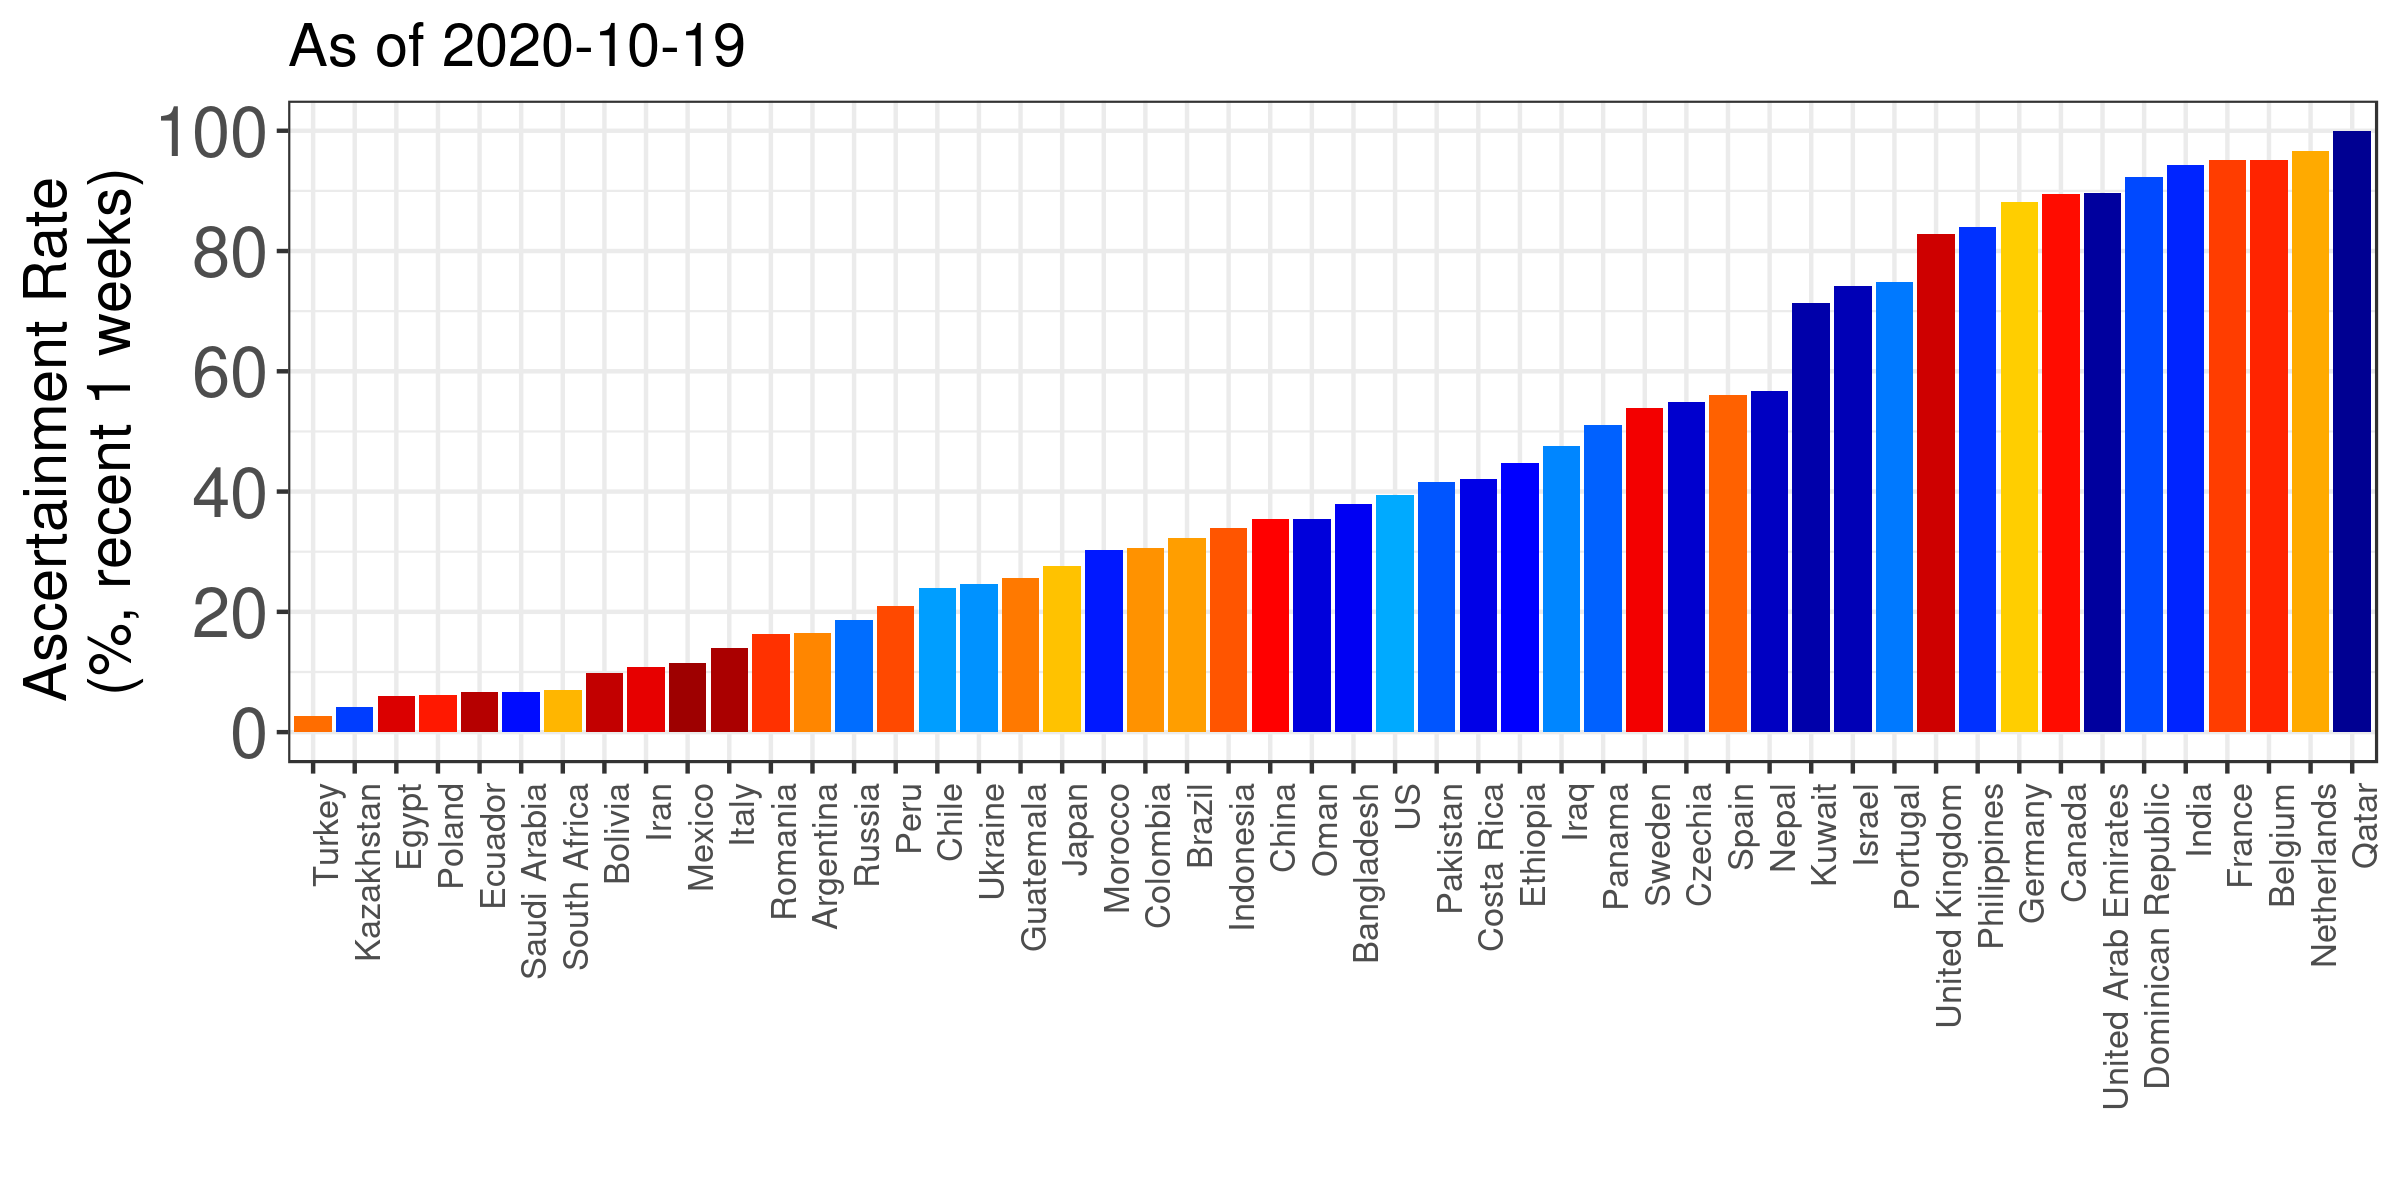 As of 2020-10-19
Ascertainment Rate
(%, recent 1 weeks)
100
80
60
40
20
0
Turkey
Kazakhstan
Egypt
Poland
Ecuador
Saudi Arabia
South Africa
Bolivia
Iran
Mexico
Italy
Romania
Argentina
Russia
Peru
Chile
Ukraine
Guatemala
Japan
Morocco
Colombia
Brazil
Indonesia
China
Oman
Bangladesh
US
Pakistan
Costa Rica
Ethiopia
Iraq
Panama
Sweden
Czechia
Spain
Nepal
Kuwait
Israel
Portugal
United Kingdom
Philippines
Germany
Canada
United Arab Emirates
Dominican Republic
India
France
Belgium
Netherlands
Qatar